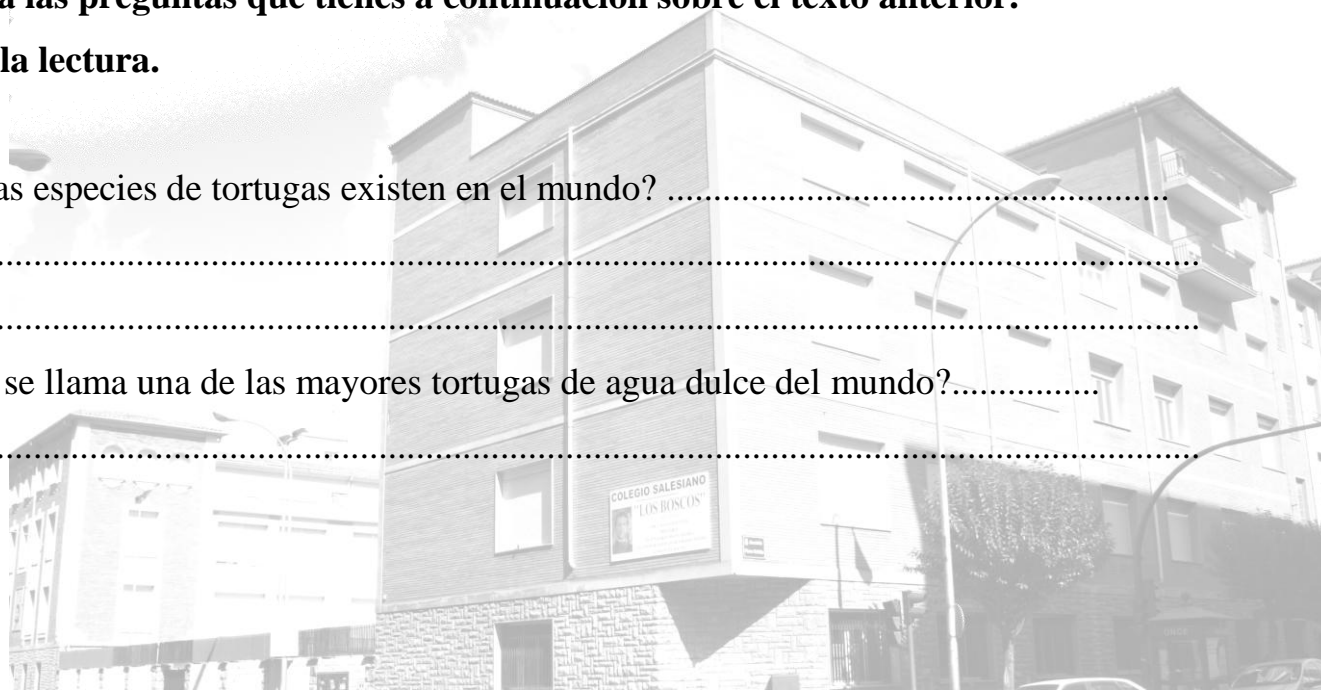 a las preguntas que tienes a continuación sobre el texto anterior.
la lectura.
as especies de tortugas existen en el mundo? ..................................................................
................................................................................................................................................
................................................................................................................................................
se llama una de las mayores tortugas de agua dulce del mundo?................
................................................................................................................................................
COLEGIO SALESIANO
"LOS BOSCOS"